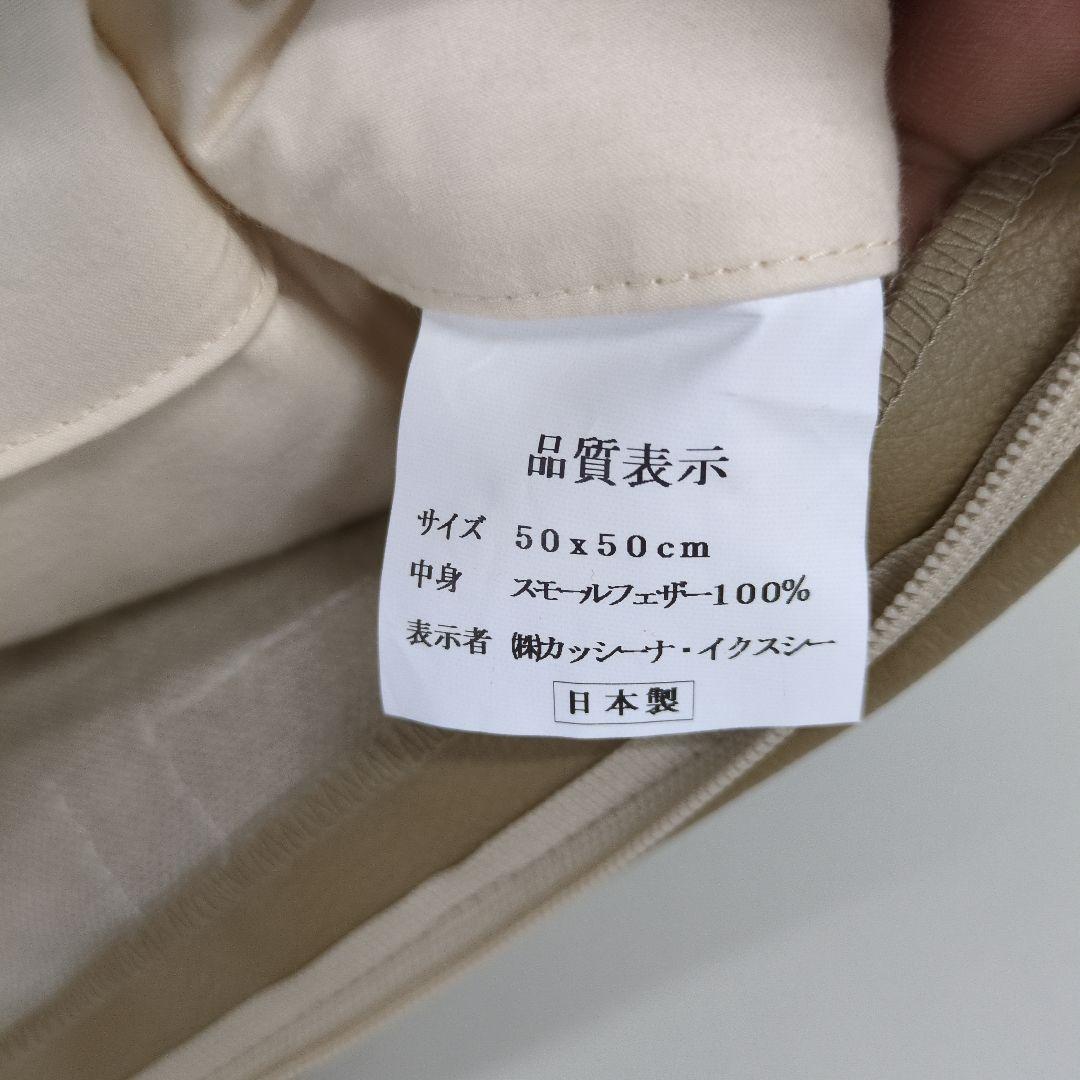 品質表示
サイズ 50x50cm
中身 スモールフェザー100%
表示者 ㈱カッシーナ・イクスシー
日本製